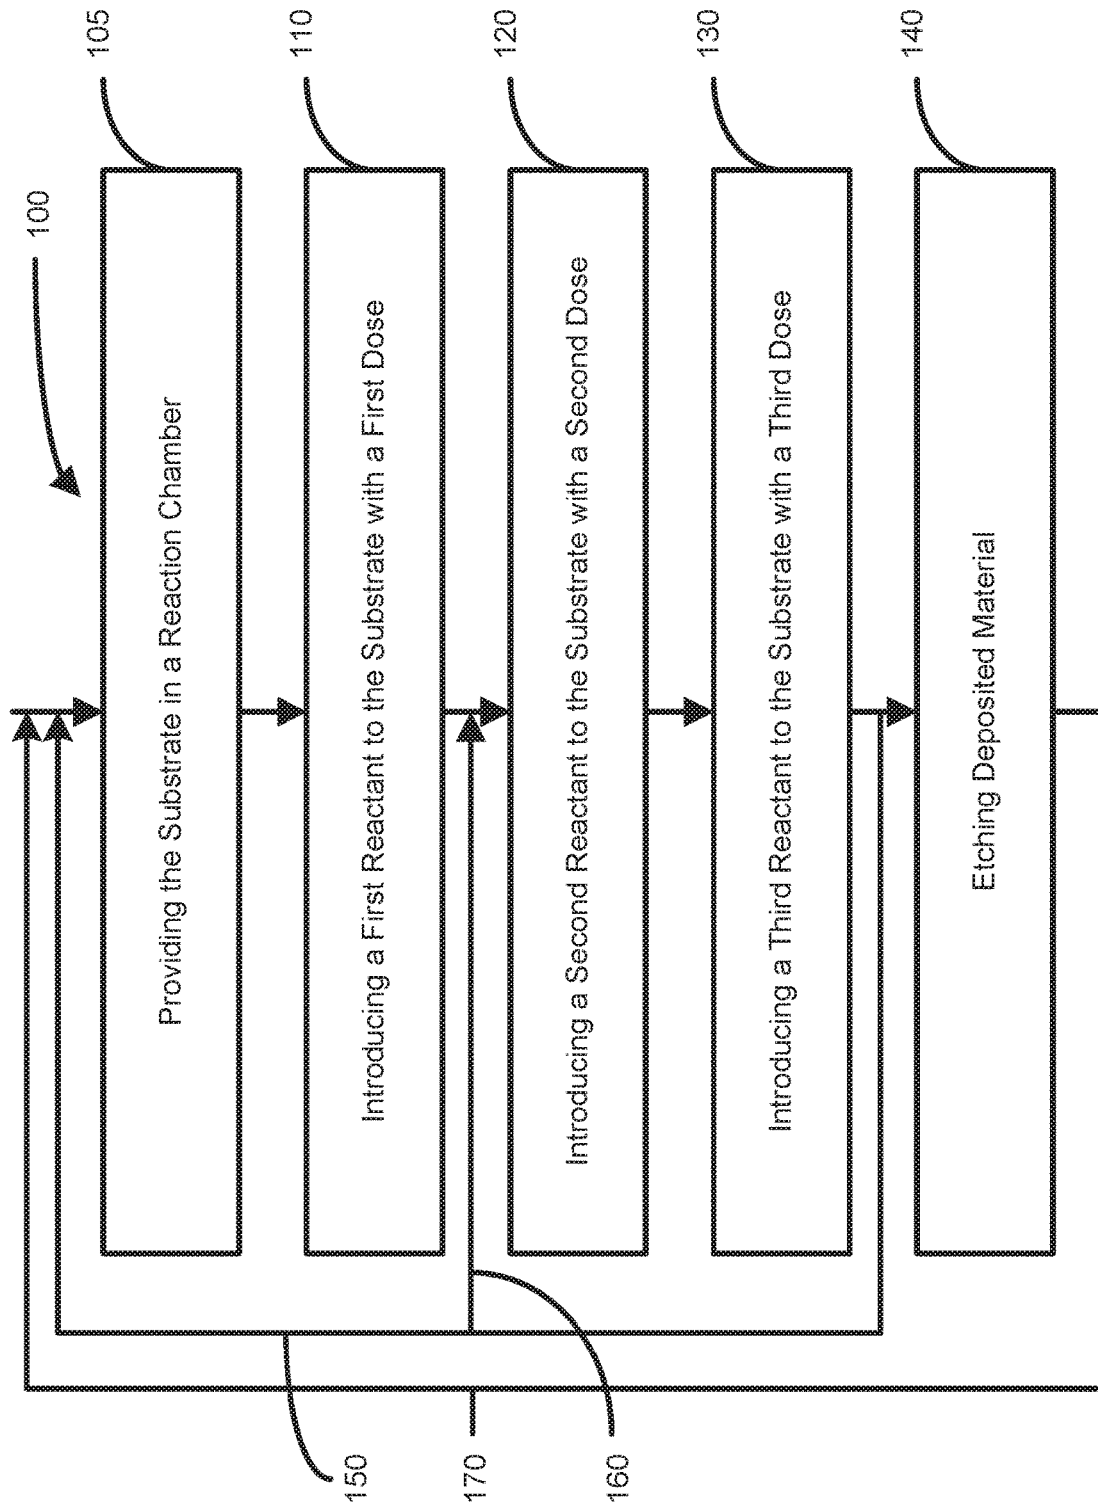 100
Providing the Substrate in a Reaction Chamber
105
Introducing a First Reactant to the Substrate with a First Dose
110
Introducing a Second Reactant to the Substrate with a Second Dose
120
Introducing a Third Reactant to the Substrate with a Third Dose
130
Etching Deposited Material
140
150
170
160